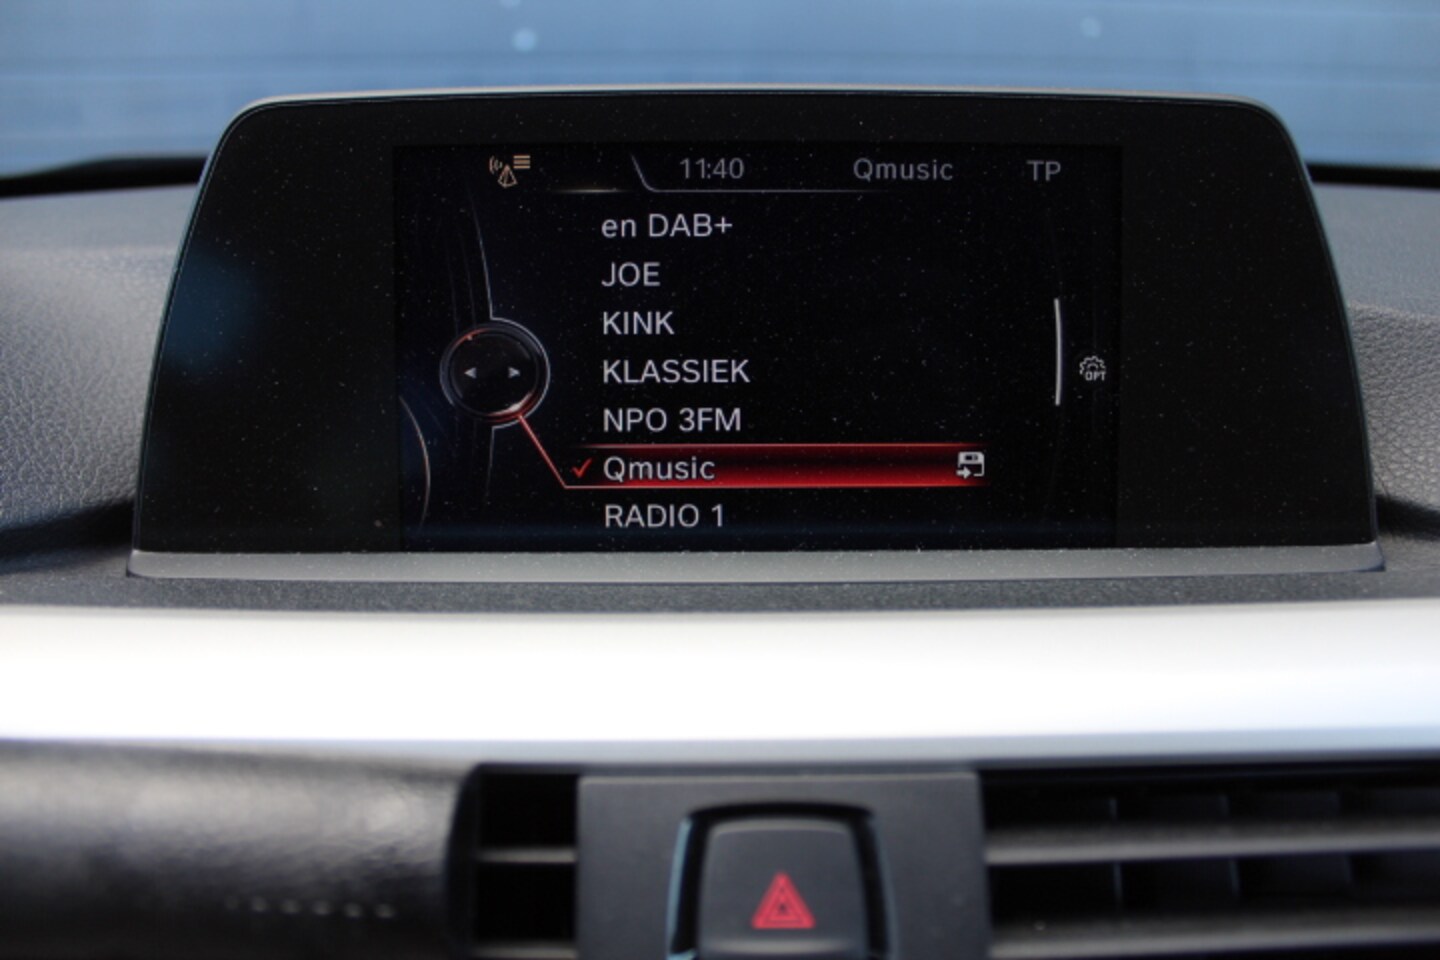 11:40 Qmusic TP
en DAB+
JOE
KINK
KLASSIEK
OPT
NPO 3FM
Qmusic
RADIO 1